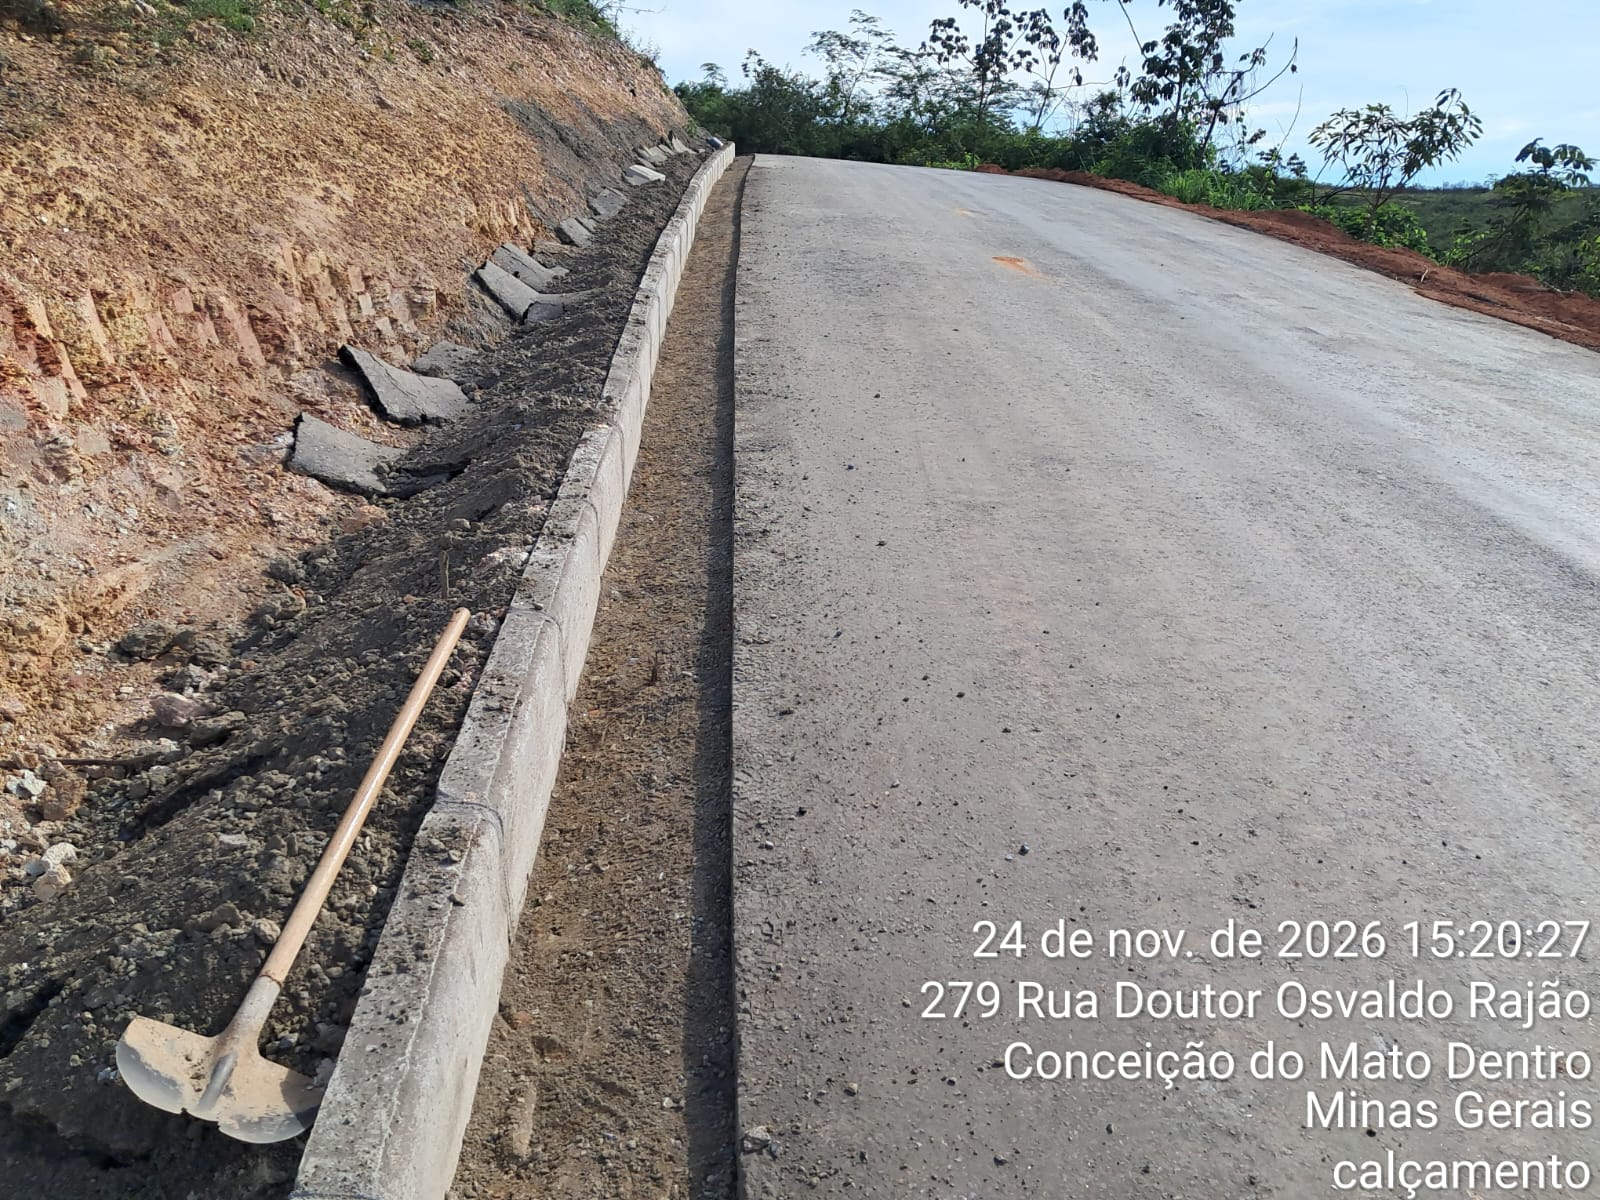 24 de nov. de 2026 15:20:27
279 Rua Doutor Osvaldo Rajão
Conceição do Mato Dentro
Minas Gerais
calçamento